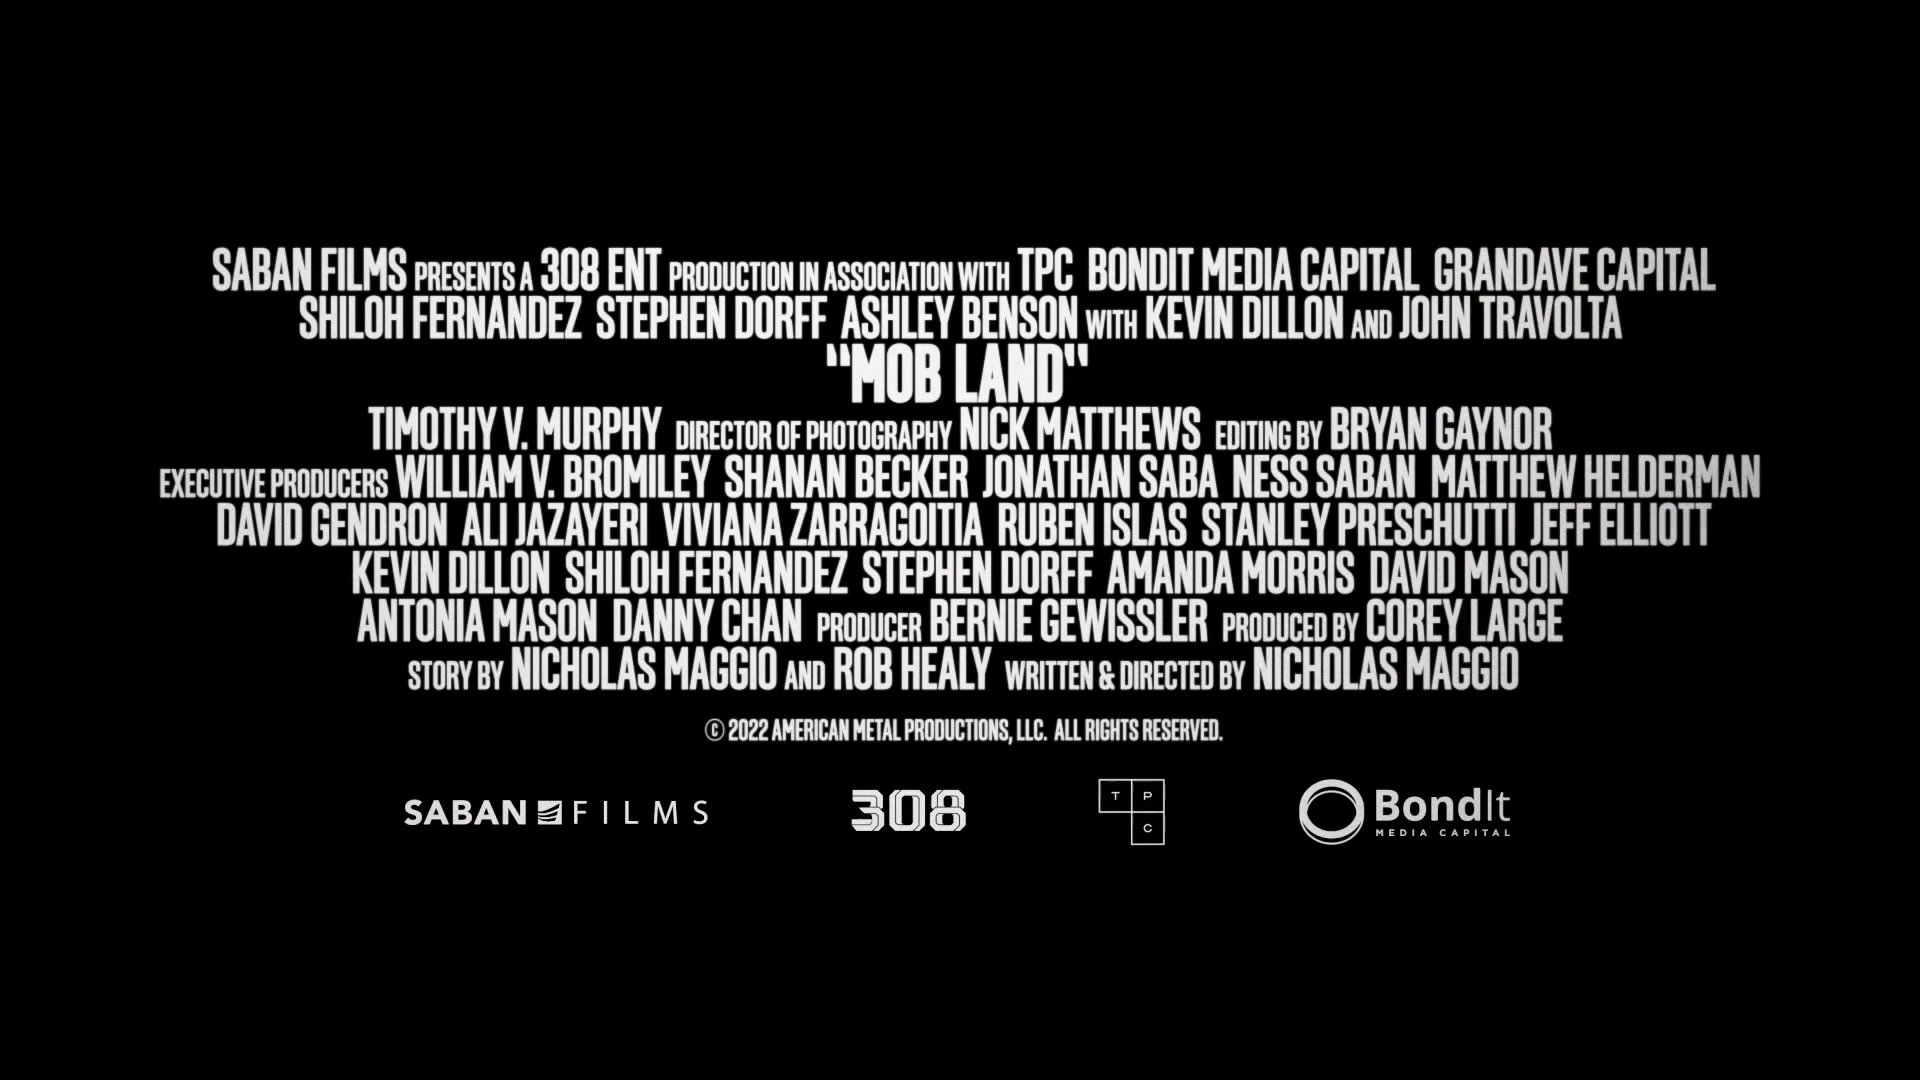 SABAN FILMS PRESENTS A 308 ENT PRODUCTION IN ASSOCIATION WITH TPC BONDIT MEDIA CAPITAL GRANDAVE CAPITAL
SHILOH FERNANDEZ STEPHEN DORFF ASHLEY BENSON WITH KEVIN DILLON AND JOHN TRAVOLTA
"MOB LAND"
TIMOTHY V. MURPHY DIRECTOR OF PHOTOGRAPHY NICK MATTHEWS EDITING BY BRYAN GAYNOR
EXECUTIVE PRODUCERS WILLIAM V. BROMILEY SHANAN BECKER JONATHAN SABA NESS SABAN MATTHEW HELDERMAN
DAVID GENDRON ALI JAZAYERI VIVIANA ZARRAGOITIA RUBEN ISLAS STANLEY PRESCHUTTI JEFF ELLIOTT
KEVIN DILLON SHILOH FERNANDEZ STEPHEN DORFF AMANDA MORRIS DAVID MASON
ANTONIA MASON DANNY CHAN PRODUCER BERNIE GEWISSLER PRODUCED BY COREY LARGE
STORY BY NICHOLAS MAGGIO AND ROB HEALY WRITTEN & DIRECTED BY NICHOLAS MAGGIO
© 2022 AMERICAN METAL PRODUCTIONS, LLC. ALL RIGHTS RESERVED.
SABAN FILMS 308 TPC BondIt
MEDIA CAPITAL